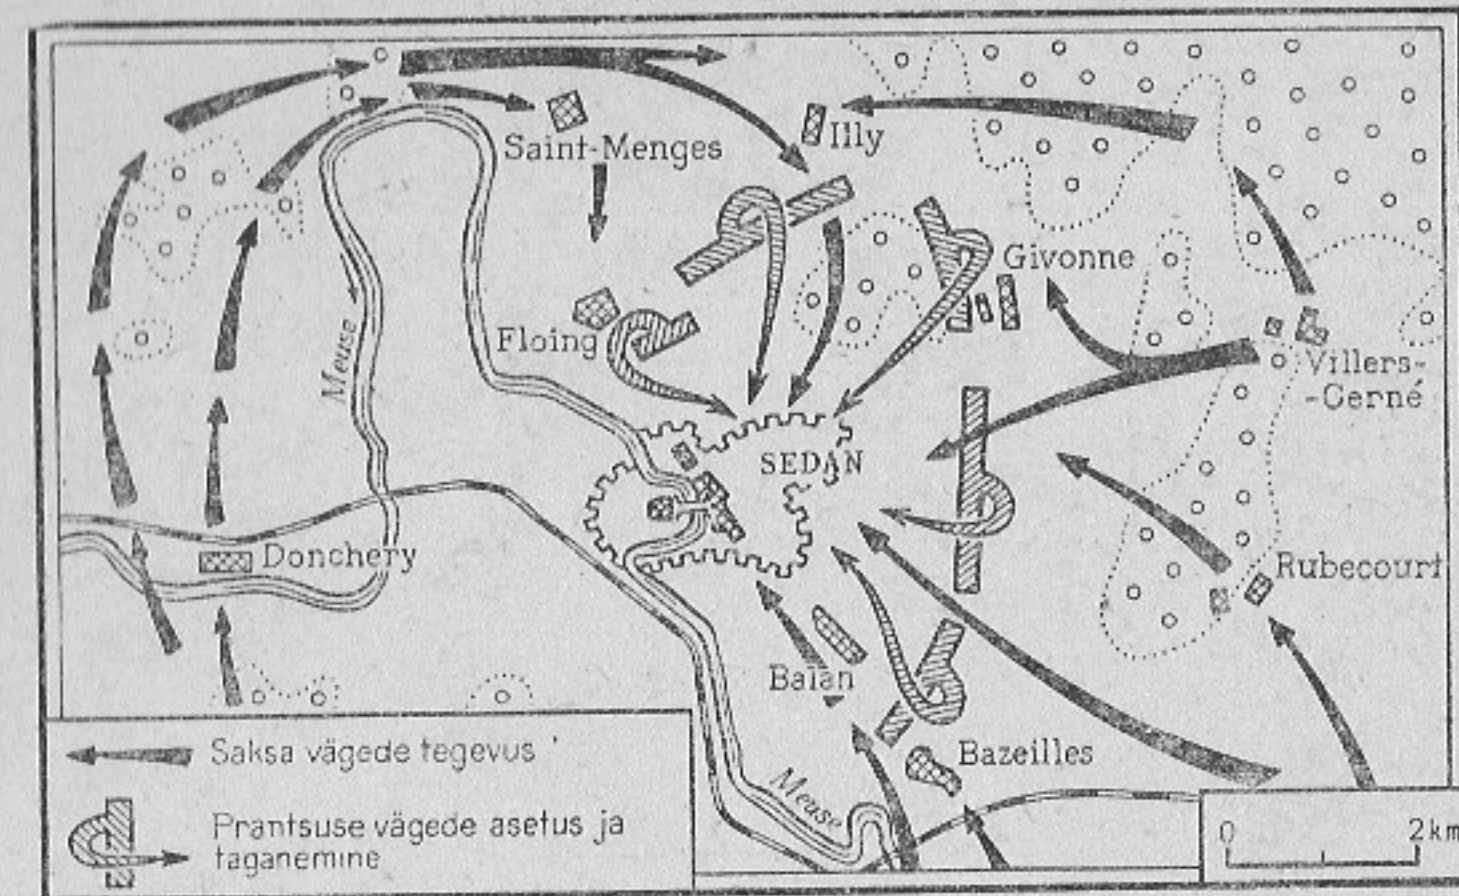 Saint-Menges
Illy
Givonne
Floing
Meuse
Villers-
-Cerné
SEDAN
Donchery
Rubecourt
Balan
Bazeilles
Meuse
Saksa vägede tegevus
Prantsuse vägede asetus ja
taganemine
0 2km